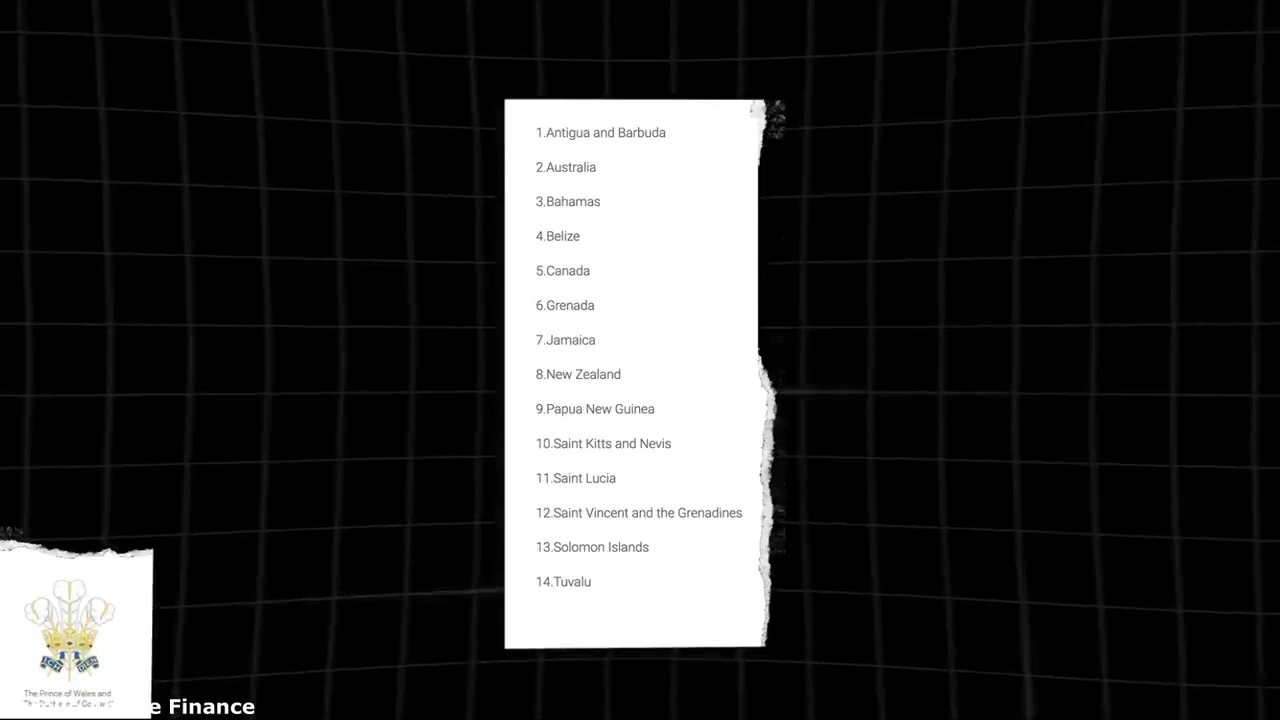 1.Antigua and Barbuda
2.Australia
3.Bahamas
4.Belize
5.Canada
6.Grenada
7.Jamaica
8.New Zealand
9.Papua New Guinea
10.Saint Kitts and Nevis
11.Saint Lucia
12.Saint Vincent and the Grenadines
13.Solomon Islands
14.Tuvalu
ICH DIEN
The Prince of Wales and
e Finance